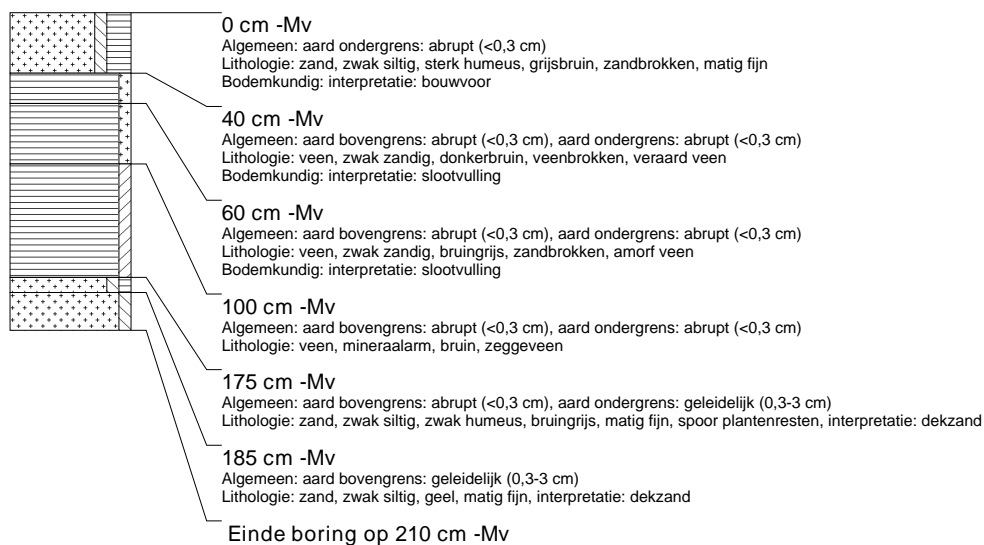 0 cm -Mv
Algemeen: aard ondergrens: abrupt (<0,3 cm)
Lithologie: zand, zwak siltig, sterk humeus, grijsbruin, zandbrokken, matig fijn
Bodemkundig: interpretatie: bouwvoor
40 cm -Mv
Algemeen: aard bovengrens: abrupt (<0,3 cm), aard ondergrens: abrupt (<0,3 cm)
Lithologie: veen, zwak zandig, donkerbruin, veenbrokken, veraard veen
Bodemkundig: interpretatie: slootvulling
60 cm -Mv
Algemeen: aard bovengrens: abrupt (<0,3 cm), aard ondergrens: abrupt (<0,3 cm)
Lithologie: veen, zwak zandig, bruingrijs, zandbrokken, amorf veen
Bodemkundig: interpretatie: slootvulling
100 cm -Mv
Algemeen: aard bovengrens: abrupt (<0,3 cm), aard ondergrens: abrupt (<0,3 cm)
Lithologie: veen, mineraalarm, bruin, zeggeveen
175 cm -Mv
Algemeen: aard bovengrens: abrupt (<0,3 cm), aard ondergrens: geleidelijk (0,3-3 cm)
Lithologie: zand, zwak siltig, zwak humeus, bruingrijs, matig fijn, spoor plantenresten, interpretatie: dekzand
185 cm -Mv
Algemeen: aard bovengrens: geleidelijk (0,3-3 cm)
Lithologie: zand, zwak siltig, geel, matig fijn, interpretatie: dekzand
Einde boring op 210 cm -Mv